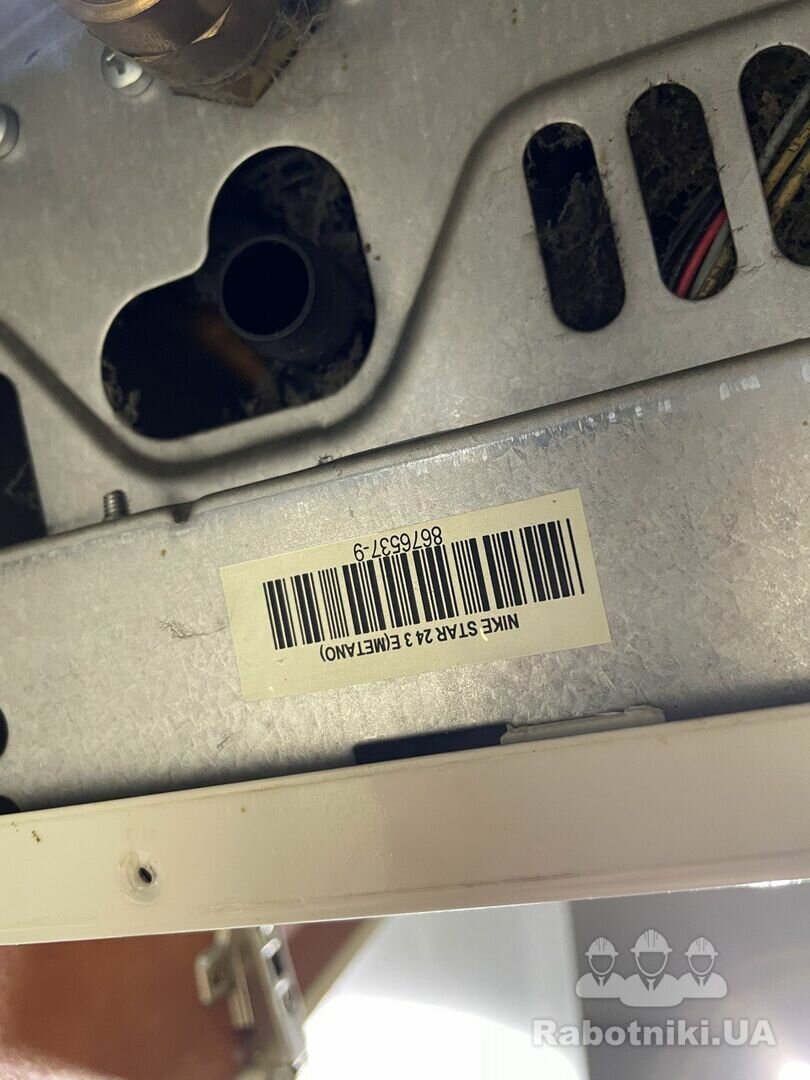 NIKE STAR 24 3 E(METANO)
8676537-9
Rabotniki.UA